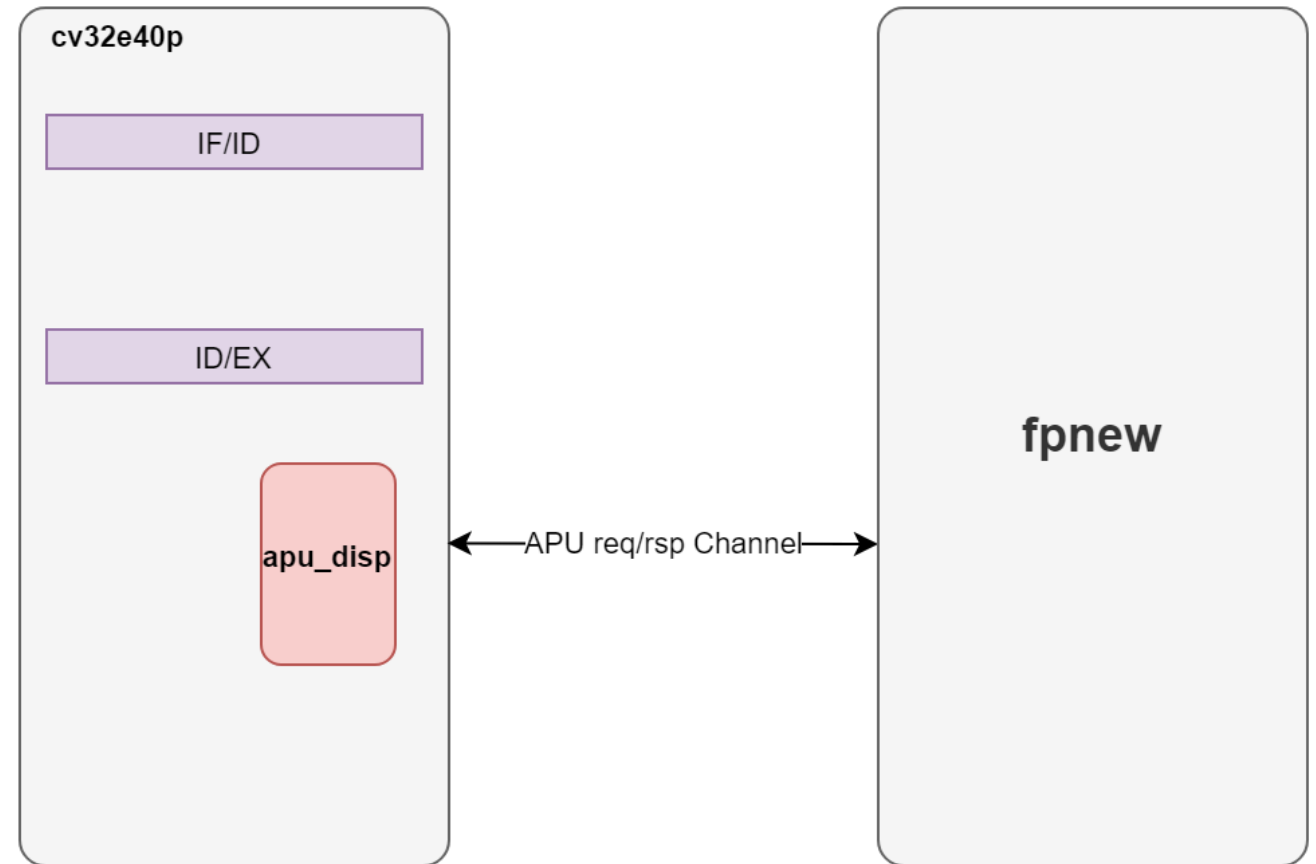 cv32e40p
IF/ID
ID/EX
fpnew
APU req/rsp Channel
apu_disp